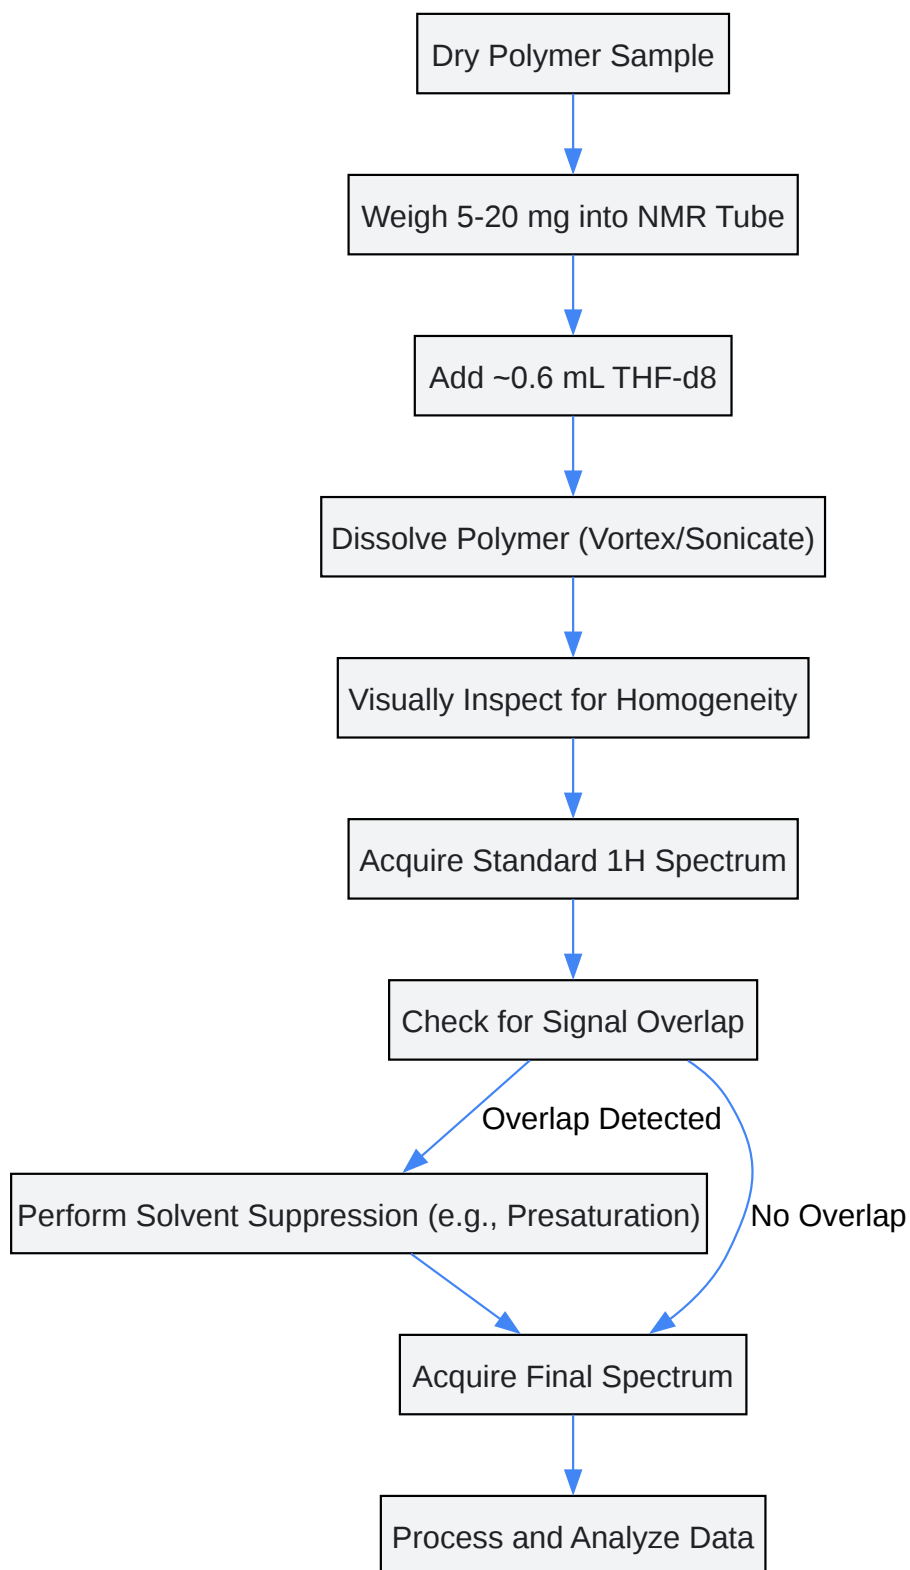 Dry Polymer Sample
Weigh 5-20 mg into NMR Tube
Add ~0.6 mL THF-d8
Dissolve Polymer (Vortex/Sonicate)
Visually Inspect for Homogeneity
Acquire Standard 1H Spectrum
Check for Signal Overlap
Overlap Detected
Perform Solvent Suppression (e.g., Presaturation)
No Overlap
Acquire Final Spectrum
Process and Analyze Data